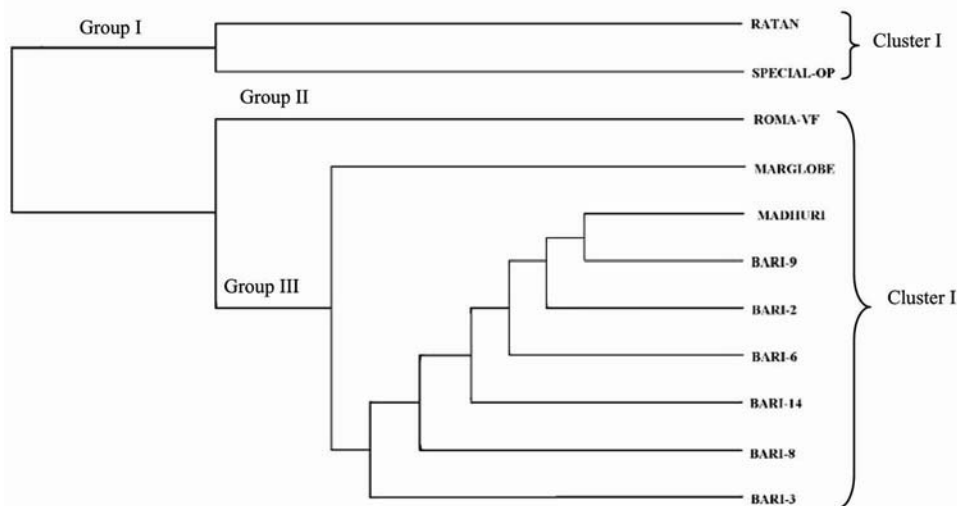 Group I
RATAN
Cluster I
SPECIAL-OP
Group II
ROMA-VF
MARGLOBE
MADHURI
BARI-9
Group III
Cluster I
BARI-2
BARI-6
BARI-14
BARI-8
BARI-3